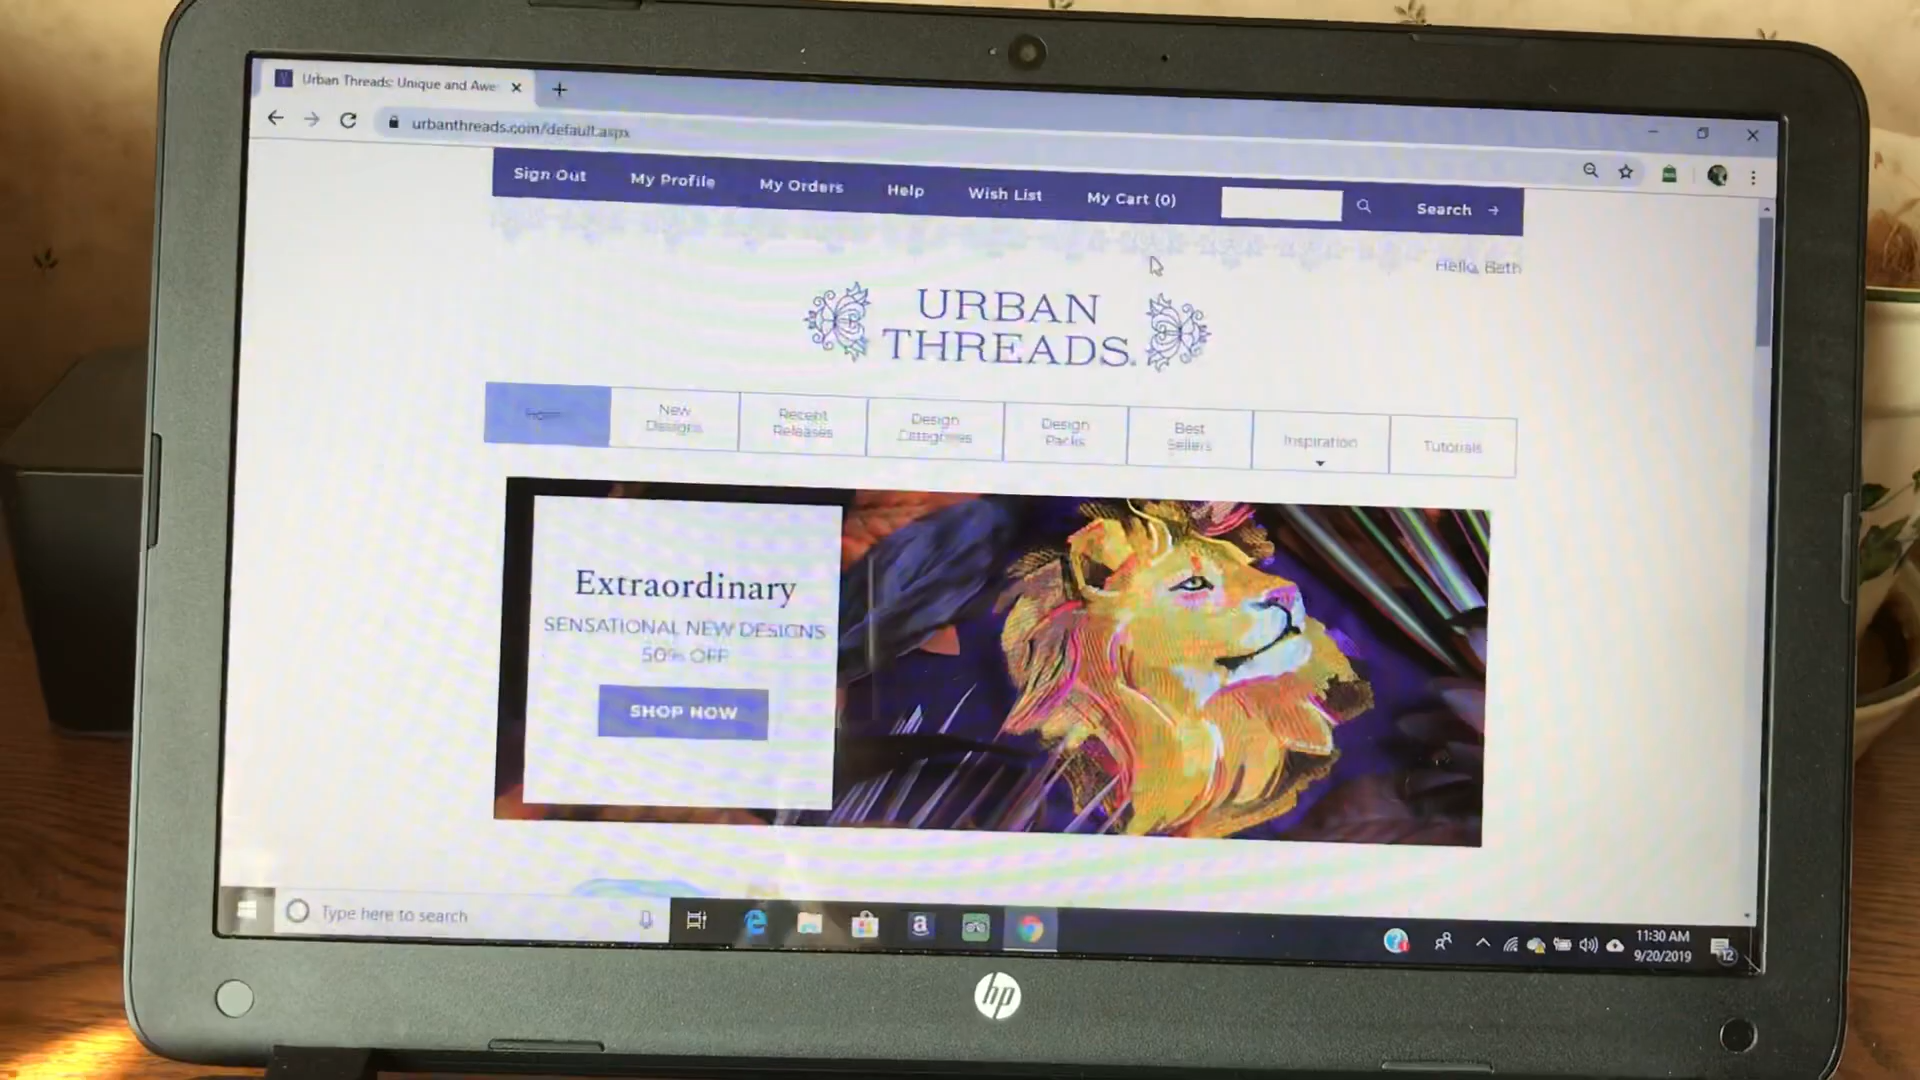 Urban Threads: Unique and Awe
urbanthreads.com/default.aspx
Sign Out My Profile My Orders Help Wish List My Cart (0) Search
Hello, Beth
URBAN
THREADS.
Home
New
Designs
Recent
Releases
Design
Categories
Design
Packs
Best
Sellers
Inspiration
Tutorials
Extraordinary
SENSATIONAL NEW DESIGNS
50% OFF
SHOP NOW
Type here to search
11:30 AM
9/20/2019
12
hp